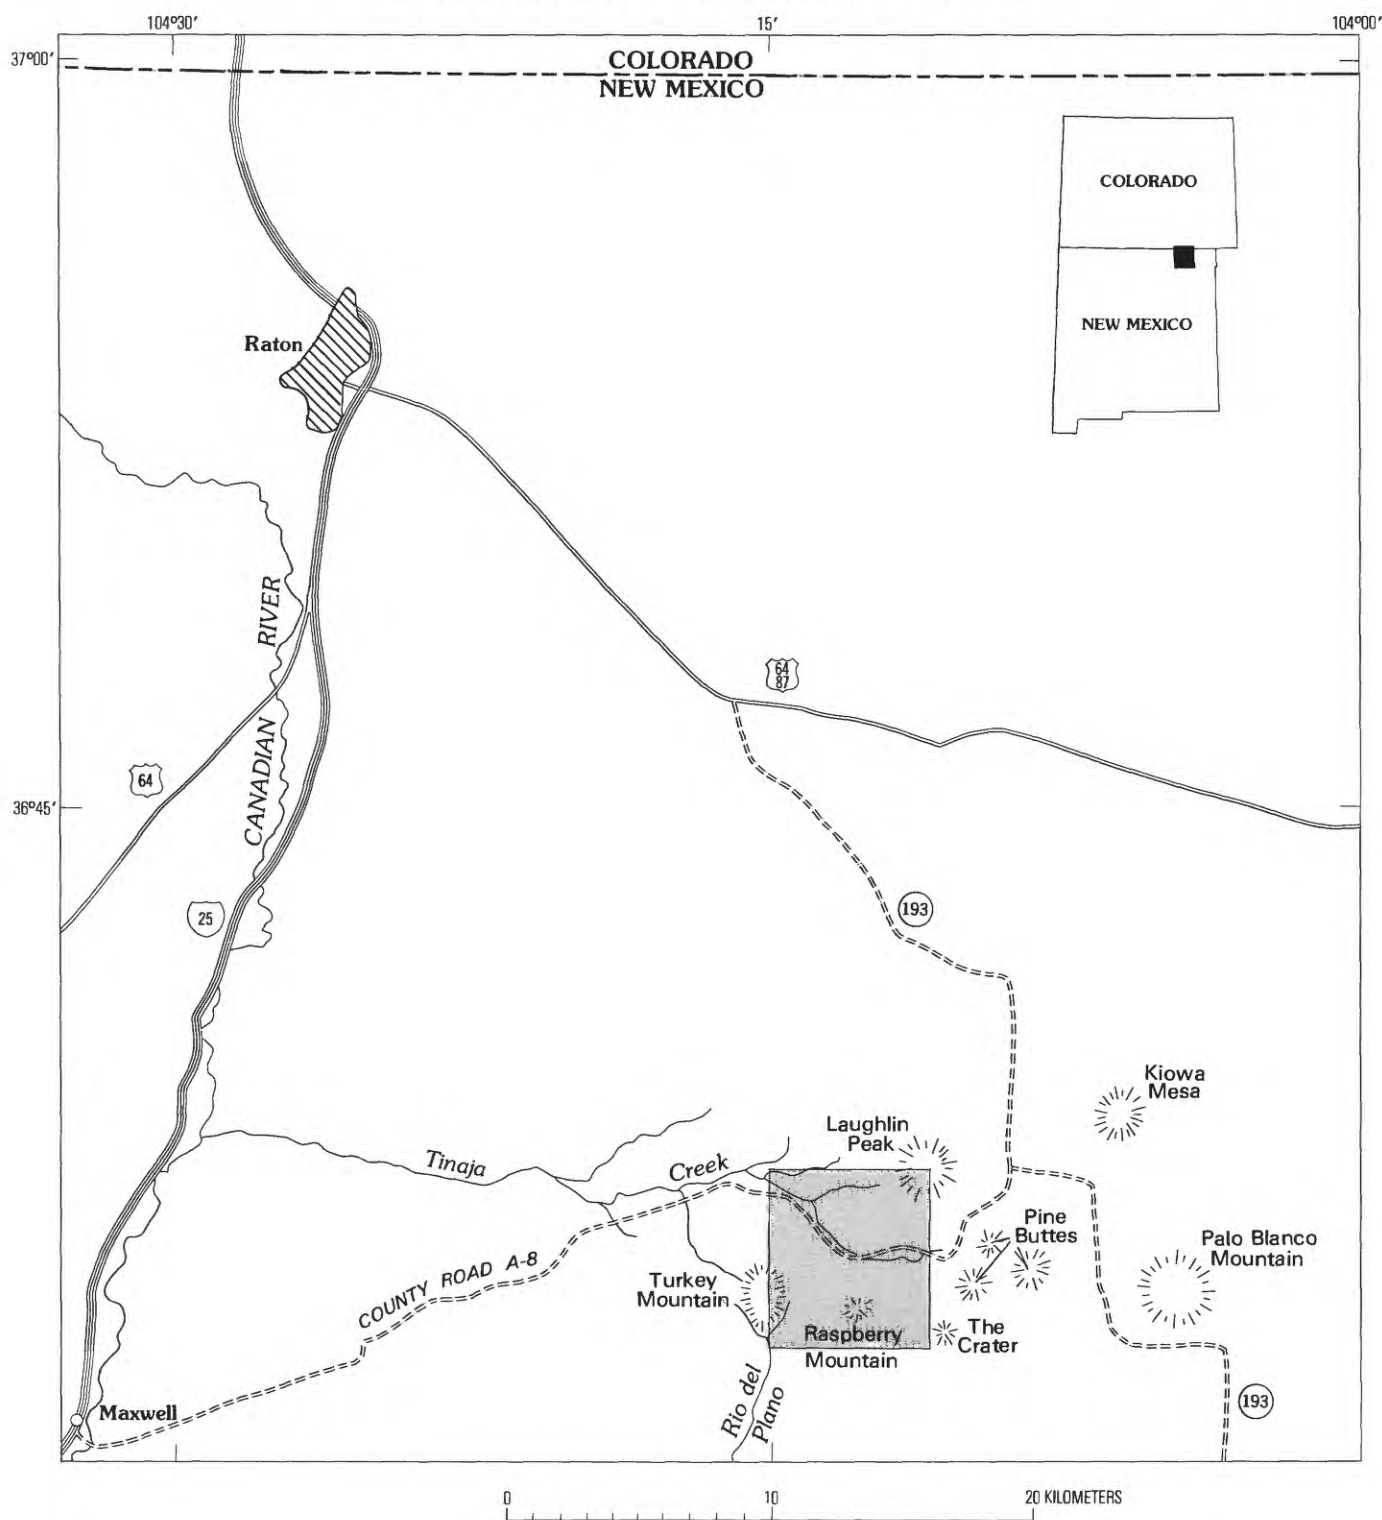 104°30′
15′
104°00′
37°00′
COLORADO
NEW MEXICO
COLORADO
NEW MEXICO
Raton
CANADIAN RIVER
64
87
64
36°45′
25
193
Kiowa
Mesa
Laughlin
Peak
Tinaja Creek
Pine
Buttes
Palo Blanco
Mountain
COUNTY ROAD A-8
Turkey
Mountain
Raspberry
Mountain
The
Crater
Rio del
Plano
Maxwell
193
0 10 20 KILOMETERS